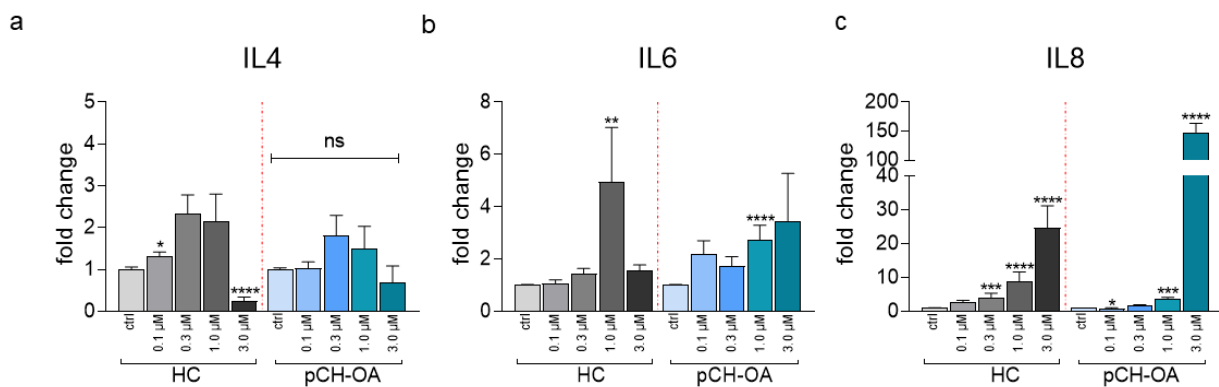 a
IL4
fold change
5
4
3
2
1
0
*
****
ns
ctrl
0.1 µM
0.3 µM
1.0 µM
3.0 µM
ctrl
0.1 µM
0.3 µM
1.0 µM
3.0 µM
HC
pCH-OA
b
IL6
fold change
8
6
4
2
0
**
****
ctrl
0.1 µM
0.3 µM
1.0 µM
3.0 µM
ctrl
0.1 µM
0.3 µM
1.0 µM
3.0 µM
HC
pCH-OA
c
IL8
fold change
200
150
100
40
30
20
10
0
***
****
****
*
***
****
ctrl
0.1 µM
0.3 µM
1.0 µM
3.0 µM
ctrl
0.1 µM
0.3 µM
1.0 µM
3.0 µM
HC
pCH-OA